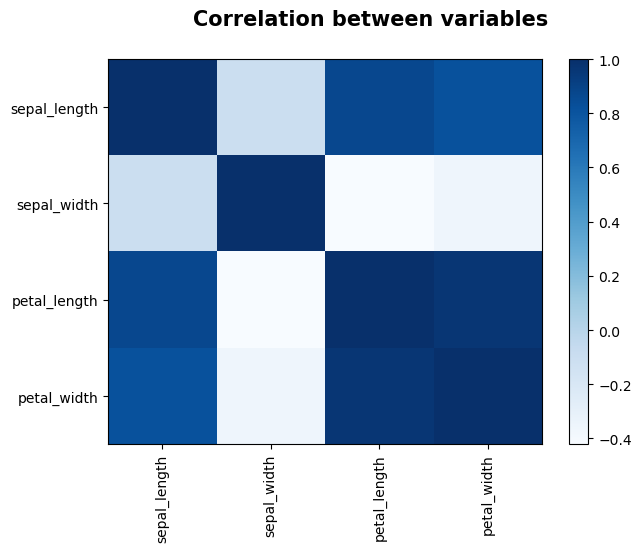 Correlation between variables
sepal_length
sepal_width
petal_length
petal_width
sepal_length
sepal_width
petal_length
petal_width
1.0
0.8
0.6
0.4
0.2
0.0
−0.2
−0.4